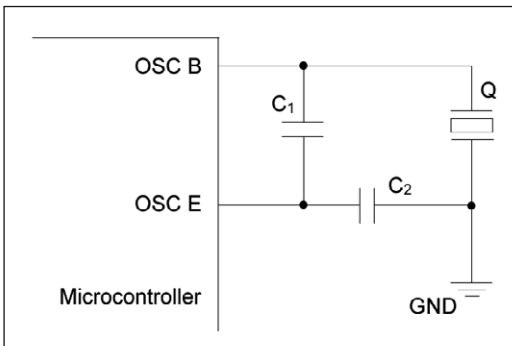 OSC B
Q
C₁
C₂
OSC E
Microcontroller
GND